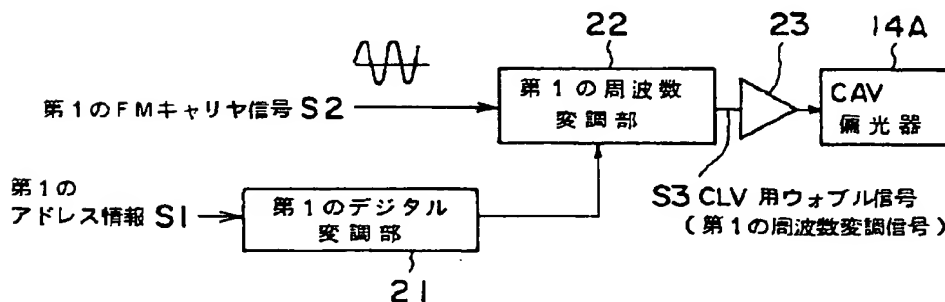 22
23
14A
第1の周波数
変調部
CAV
偏光器
第1のFMキャリヤ信号 S2
第1の
アドレス情報 S1
第1のデジタル
変調部
21
S3 CLV 用ウォブル信号
(第1の周波数変調信号)